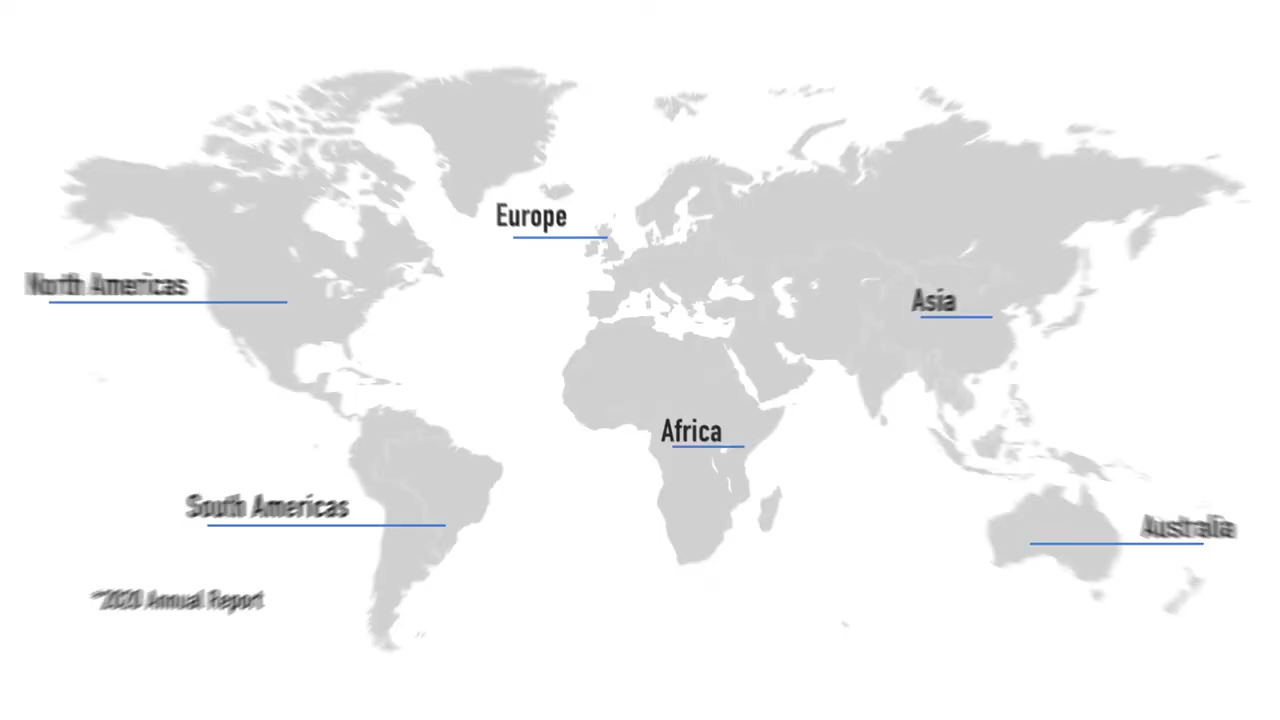 Europe
North Americas
Asia
Africa
South Americas
Australia
*2020 Annual Report